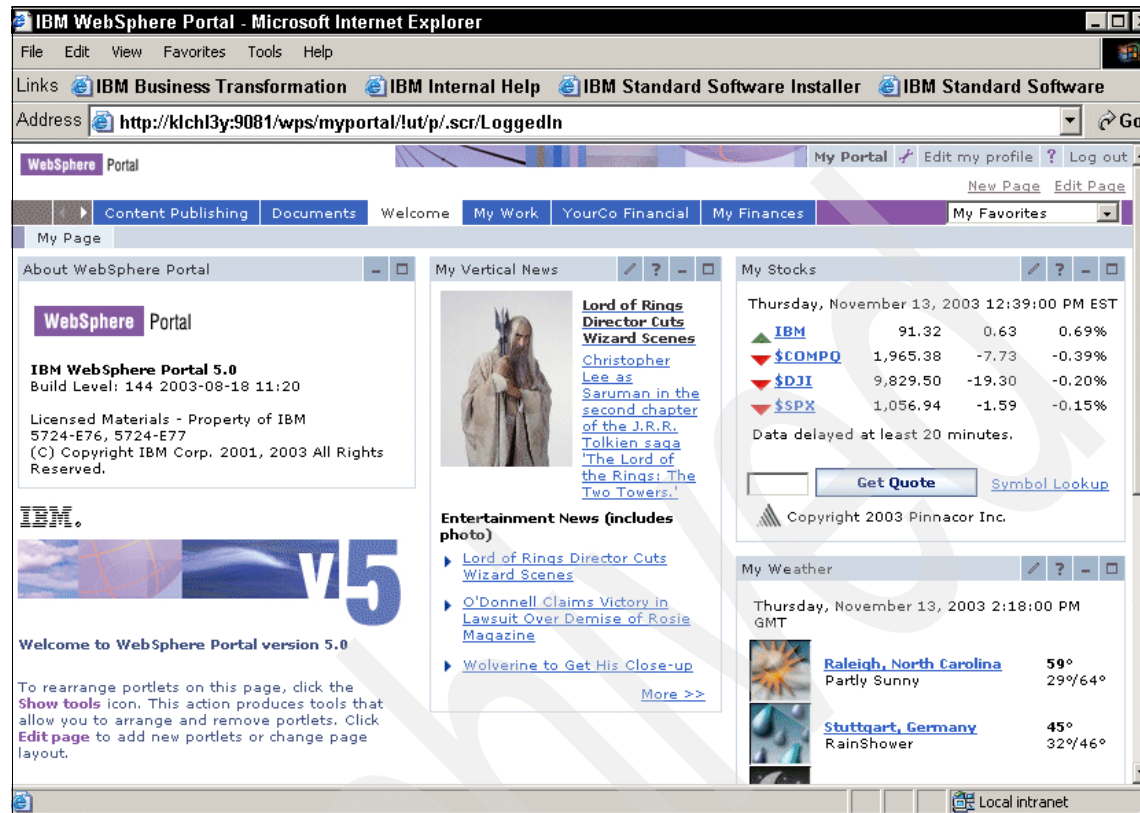 IBM WebSphere Portal - Microsoft Internet Explorer
File Edit View Favorites Tools Help
Links IBM Business Transformation IBM Internal Help IBM Standard Software Installer IBM Standard Software
Address http://klchl3y:9081/wps/myportal/!ut/p/.scr/LoggedIn Go
WebSphere Portal
My Portal Edit my profile ? Log out
New Page Edit Page
Content Publishing Documents Welcome My Work YourCo Financial My Finances My Favorites
My Page
About WebSphere Portal
WebSphere Portal
IBM WebSphere Portal 5.0
Build Level: 144 2003-08-18 11:20
Licensed Materials - Property of IBM
5724-E76, 5724-E77
(C) Copyright IBM Corp. 2001, 2003 All Rights
Reserved.
IBM.
v5
Welcome to WebSphere Portal version 5.0
To rearrange portlets on this page, click the
Show tools icon. This action produces tools that
allow you to arrange and remove portlets. Click
Edit page to add new portlets or change page
layout.
My Vertical News ?
Lord of Rings
Director Cuts
Wizard Scenes
Christopher
Lee as
Saruman in the
second chapter
of the J.R.R.
Tolkien saga
'The Lord of
the Rings: The
Two Towers.'
Entertainment News (includes
photo)
Lord of Rings Director Cuts
Wizard Scenes
O'Donnell Claims Victory in
Lawsuit Over Demise of Rosie
Magazine
Wolverine to Get His Close-up
More >>
My Stocks ?
Thursday, November 13, 2003 12:39:00 PM EST
IBM 91.32 0.63 0.69%
$COMPQ 1,965.38 -7.73 -0.39%
$DJI 9,829.50 -19.30 -0.20%
$SPX 1,056.94 -1.59 -0.15%
Data delayed at least 20 minutes.
Get Quote Symbol Lookup
Copyright 2003 Pinnacor Inc.
My Weather ?
Thursday, November 13, 2003 2:18:00 PM
GMT
Raleigh, North Carolina 59°
Partly Sunny 29°/64°
Stuttgart, Germany 45°
RainShower 32°/46°
Local intranet